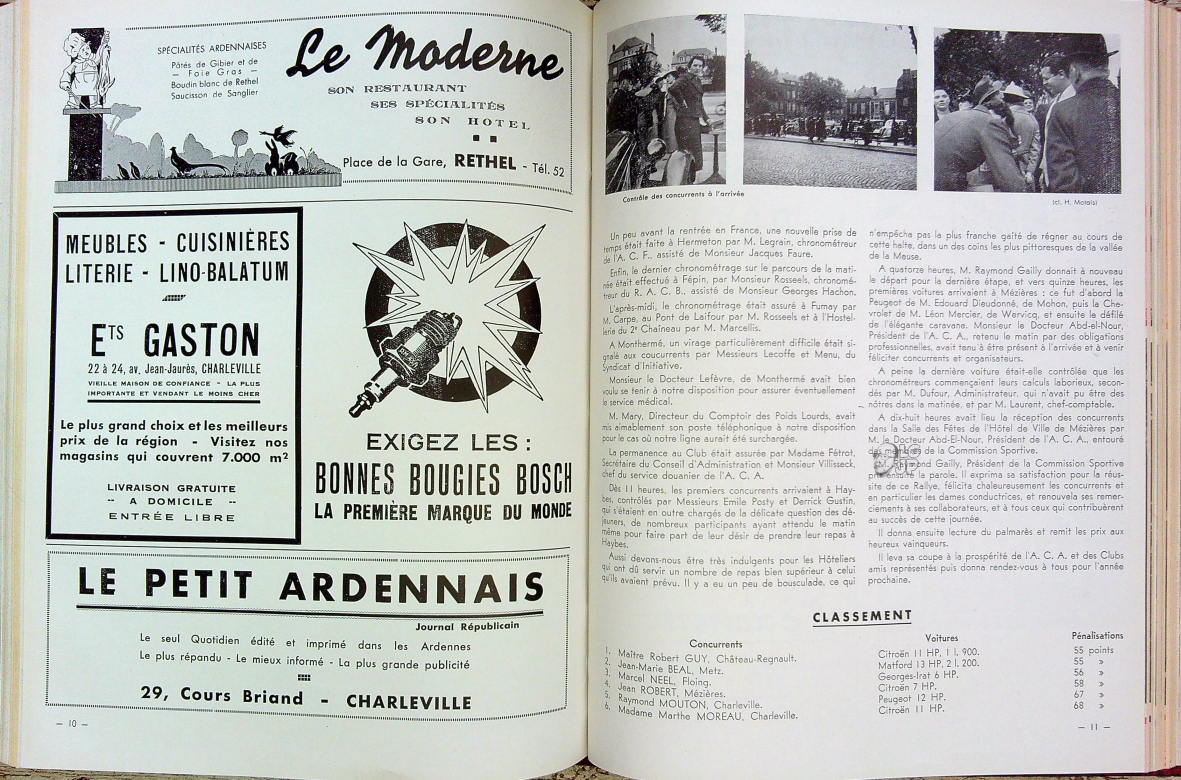 SPÉCIALITÉS ARDENNAISES
Pâtés de Gibier et de
— Foie Gras —
Boudin blanc de Rethel
Saucisson de Sanglier
Le Moderne
SON RESTAURANT
SES SPÉCIALITÉS
SON HOTEL
Place de la Gare, RETHEL - Tél. 52
MEUBLES - CUISINIÈRES
LITERIE - LINO-BALATUM
ETS GASTON
22 à 24, av. Jean-Jaurès, CHARLEVILLE
VIEILLE MAISON DE CONFIANCE - LA PLUS
IMPORTANTE ET VENDANT LE MOINS CHER
Le plus grand choix et les meilleurs
prix de la région - Visitez nos
magasins qui couvrent 7.000 m²
LIVRAISON GRATUITE
-- A DOMICILE --
ENTRÉE LIBRE
EXIGEZ LES :
BONNES BOUGIES BOSCH
LA PREMIÈRE MARQUE DU MONDE
LE PETIT ARDENNAIS
Journal Républicain
Le seul Quotidien édité et imprimé dans les Ardennes
Le plus répandu - Le mieux informé - La plus grande publicité
29, Cours Briand - CHARLEVILLE
— 10 —
Contrôle des concurrents à l'arrivée
(cl. H. Morais)
Un peu avant la rentrée en France, une nouvelle prise de
temps était faite à Hermeton par M. Legrain, chronométreur
de l'A. C. F., assisté de Monsieur Jacques Faure.
Enfin, le dernier chronométrage sur le parcours de la mati-
née était effectué à Fépin, par Monsieur Rosseels, chronomé-
treur du R. A. C. B., assisté de Monsieur Georges Hachon.
L'après-midi, le chronométrage était assuré à Fumay par
M. Carpe, au Pont de Laifour par M. Rosseels et à l'Hostel-
lerie du 2e Chaîneau par M. Marcellis.
A Monthermé, un virage particulièrement difficile était si-
gnalé aux coucurrents par Messieurs Lecoffe et Menu, du
Syndicat d'Initiative.
Monsieur le Docteur Lefèvre, de Monthermé avait bien
voulu se tenir à notre disposition pour assurer éventuellement
le service médical.
M. Mary, Directeur du Comptoir des Poids Lourds, avait
mis aimablement son poste téléphonique à notre disposition
pour le cas où notre ligne aurait été surchargée.
La permanence au Club était assurée par Madame Fétrot,
Secrétaire du Conseil d'Administration et Monsieur Villisseck,
chef du service douanier de l'A. C. A.
Dès 11 heures, les premiers concurrents arrivaient à Hay-
bes, contrôlés par Messieurs Emile Posty et Derrick Gustin,
qui s'étaient en outre chargés de la délicate question des dé-
jeuners, de nombreux participants ayant attendu le matin
même pour faire part de leur désir de prendre leur repas à
Haybes.
Aussi devons-nous être très indulgents pour les Hôteliers
qui ont dû servir un nombre de repas bien supérieur à celui
qu'ils avaient prévu. Il y a eu un peu de bousculade, ce qui
n'empêcha pas la plus franche gaîté de régner au cours de
cette halte, dans un des coins les plus pittoresques de la vallée
de la Meuse.
A quatorze heures, M. Raymond Gailly donnait à nouveau
le départ pour la dernière étape, et vers quinze heures, les
premières voitures arrivaient à Mézières ; ce fut d'abord la
Peugeot de M. Edouard Dieudonné, de Mohon, puis la Che-
vrolet de M. Léon Mercier, de Wervicq, et ensuite le défilé
de l'élégante caravane. Monsieur le Docteur Abd-el-Nour,
Président de l'A. C. A., retenu le matin par des obligations
professionnelles, avait tenu à être présent à l'arrivée et à venir
féliciter concurrents et organisateurs.
A peine la dernière voiture était-elle contrôlée que les
chronométreurs commençaient leurs calculs laborieux, secon-
dés par M. Dufour, Administrateur, qui n'avait pu être des
nôtres dans la matinée, et par M. Laurent, chef-comptable.
A dix-huit heures avait lieu la réception des concurrents
dans la Salle des Fêtes de l'Hôtel de Ville de Mézières par
M. le Docteur Abd-El-Nour, Président de l'A. C. A., entouré
de la Commission Sportive.
Gailly, Président de la Commission Sportive
la parole. Il exprima sa satisfaction pour la réus-
site de ce Rallye, félicita chaleureusement les concurrents et
en particulier les dames conductrices, et renouvela ses remer-
ciements à ses collaborateurs, et à tous ceux qui contribuèrent
au succès de cette journée.
Il donna ensuite lecture du palmarès et remit les prix aux
heureux vainqueurs.
Il leva sa coupe à la prospérité de l'A. C. A. et des Clubs
amis représentés puis donna rendez-vous à tous pour l'année
prochaine.
CLASSEMENT
Concurrents Voitures Pénalisations
1. Maître Robert GUY, Château-Regnault. Citroën 11 HP, 1 l, 900. 55 points
2. Jean-Marie BEAL, Metz. Matford 13 HP, 2 l. 200. 55 »
3. Marcel NEEL, Floing. Georges-Irat 6 HP. 56 »
4. Jean ROBERT, Mézières. Citroën 7 HP. 58 »
5. Raymond MOUTON, Charleville. Peugeot 12 HP. 67 »
6. Madame Marthe MOREAU, Charleville. Citroën 11 HP. 68 »
— 11 —